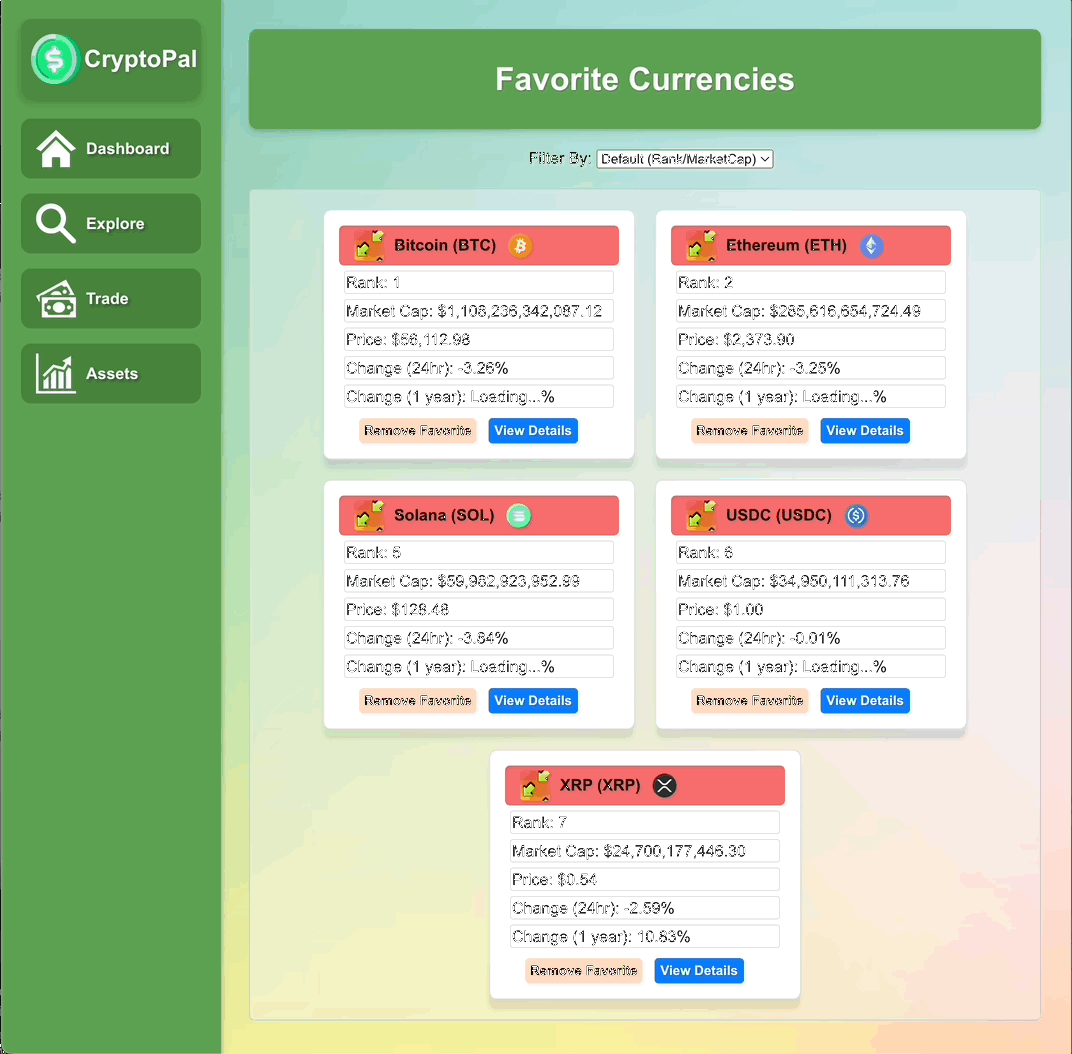 CryptoPal
Dashboard
Explore
Trade
Assets
Favorite Currencies
Filter By: Default (Rank/MarketCap)
Bitcoin (BTC)
Rank: 1
Market Cap: $1,108,236,342,087.12
Price: $56,112.98
Change (24hr): -3.26%
Change (1 year): Loading...%
Remove Favorite View Details
Ethereum (ETH)
Rank: 2
Market Cap: $285,616,654,724.49
Price: $2,373.90
Change (24hr): -3.25%
Change (1 year): Loading...%
Remove Favorite View Details
Solana (SOL)
Rank: 5
Market Cap: $59,982,923,952.99
Price: $128.48
Change (24hr): -3.84%
Change (1 year): Loading...%
Remove Favorite View Details
USDC (USDC)
Rank: 6
Market Cap: $34,950,111,313.76
Price: $1.00
Change (24hr): -0.01%
Change (1 year): Loading...%
Remove Favorite View Details
XRP (XRP)
Rank: 7
Market Cap: $24,700,177,446.30
Price: $0.54
Change (24hr): -2.59%
Change (1 year): 10.83%
Remove Favorite View Details